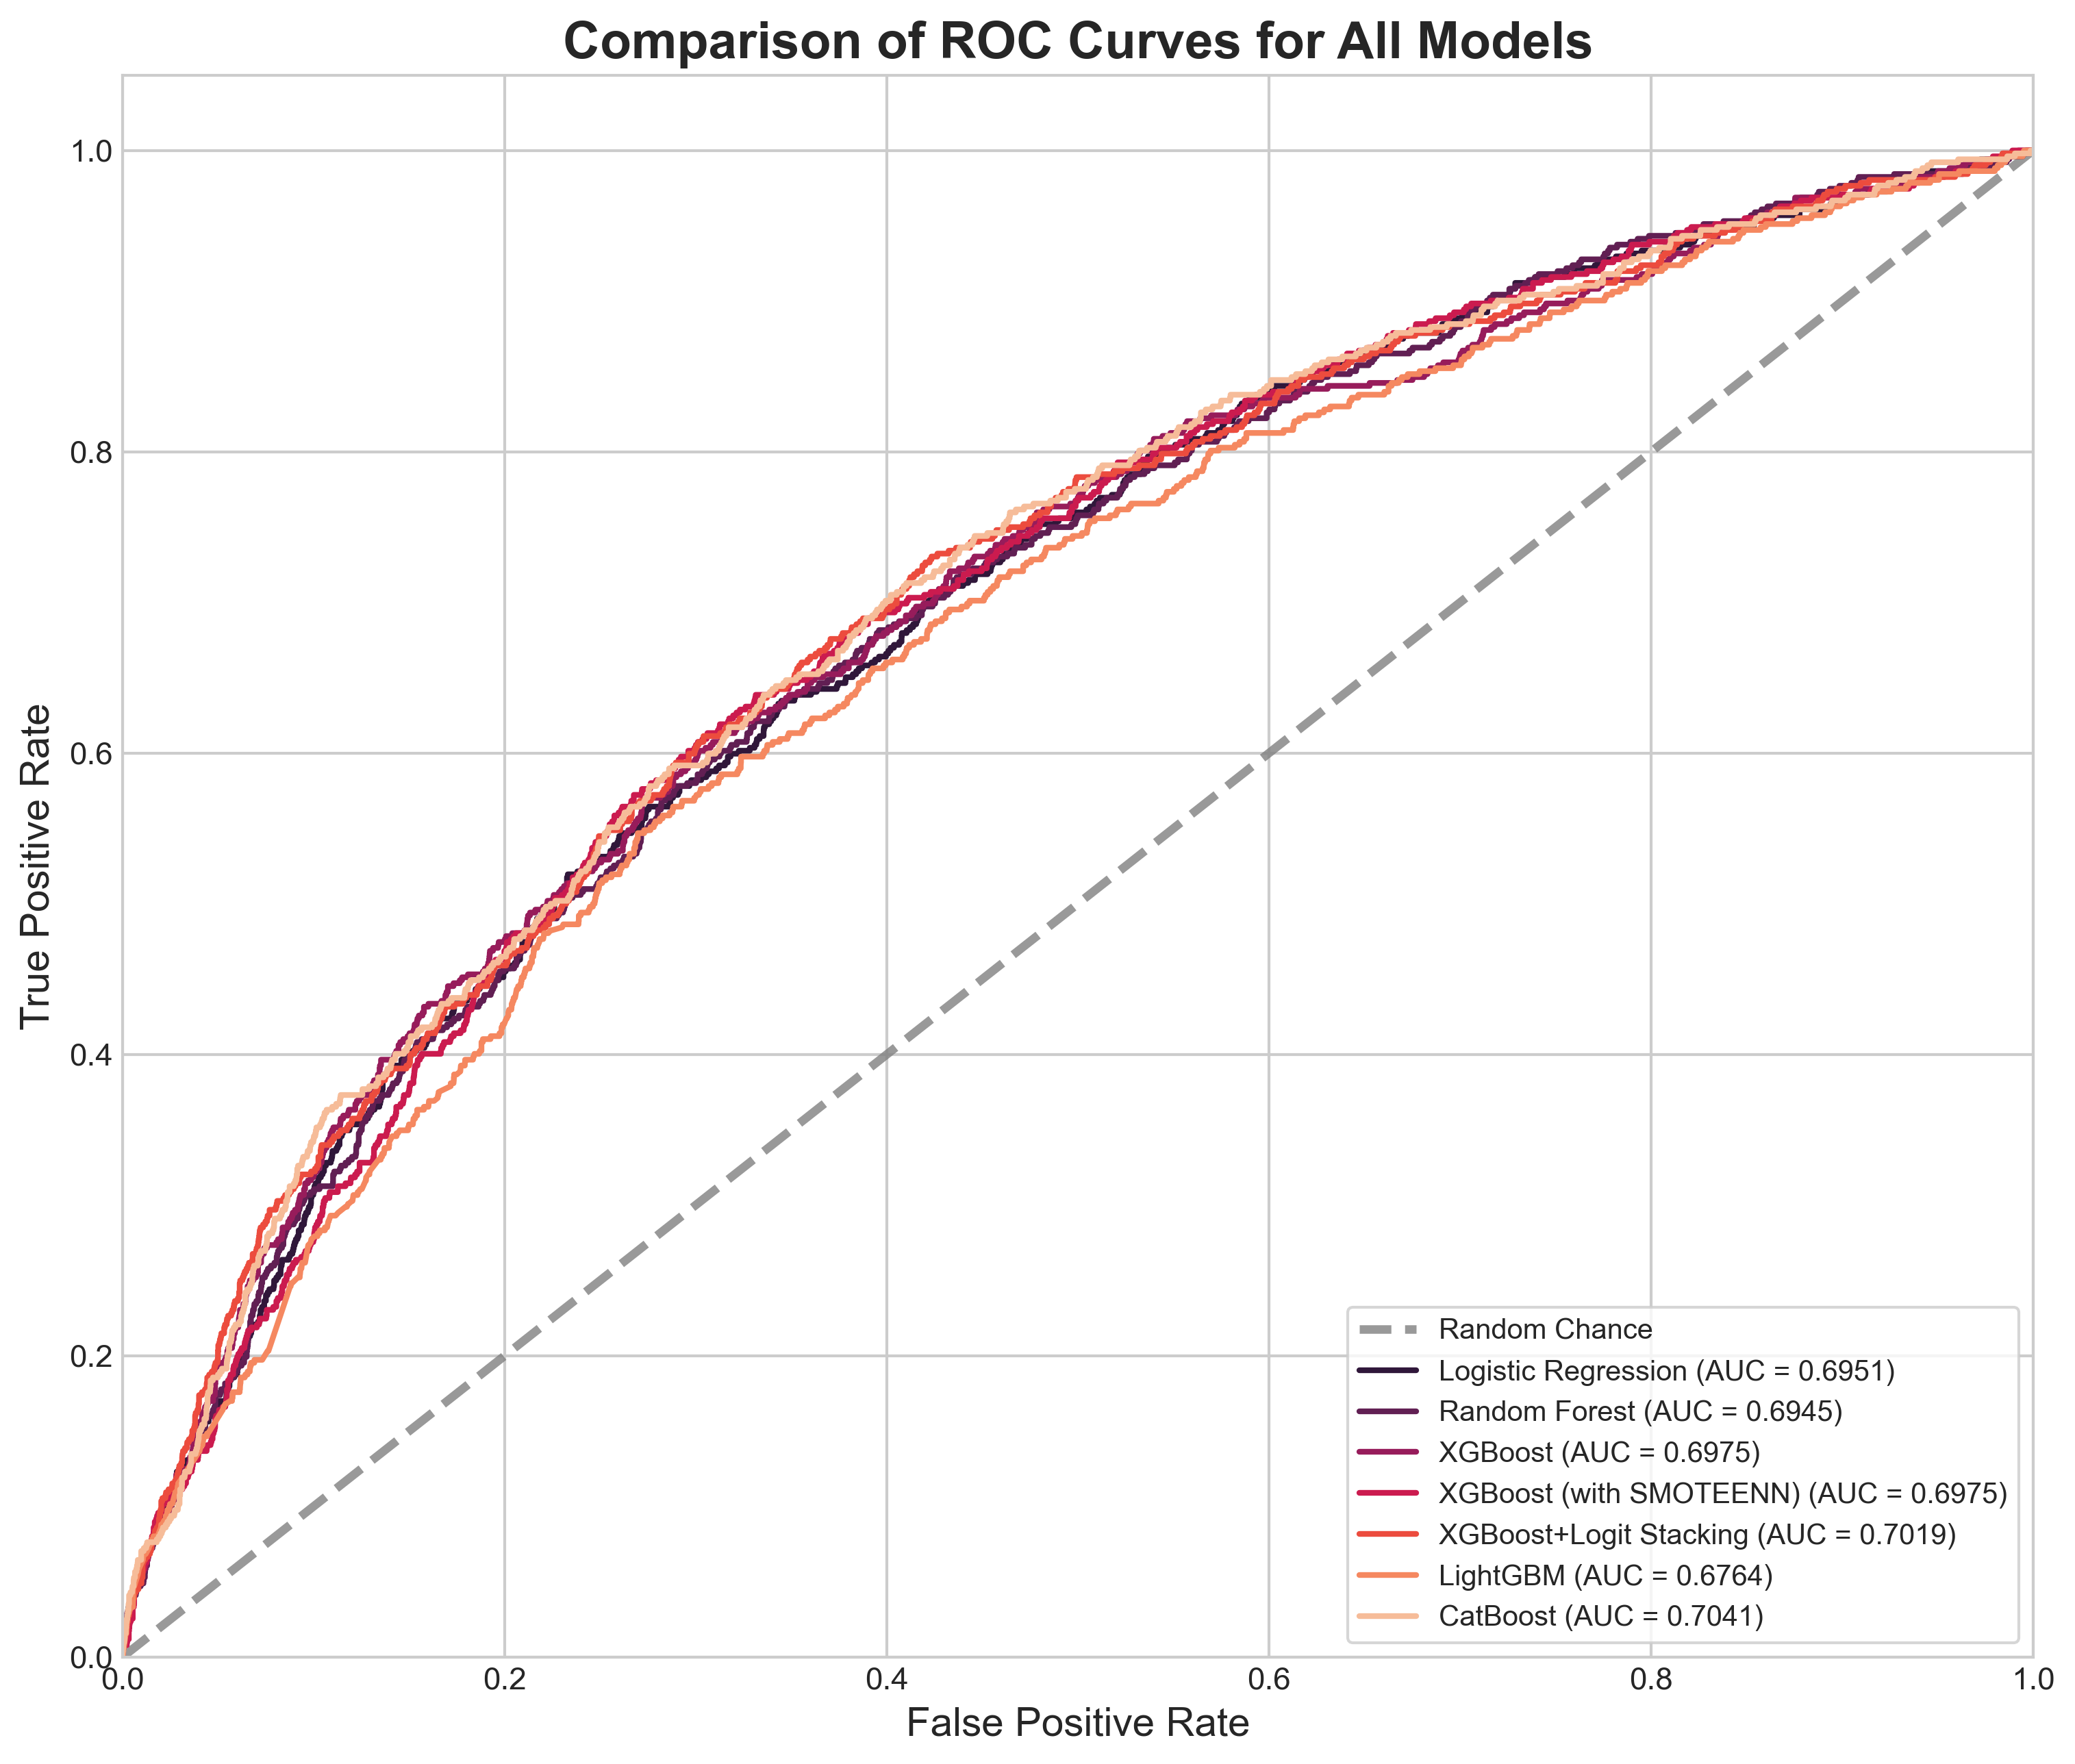 Comparison of ROC Curves for All Models
True Positive Rate
1.0
0.8
0.6
0.4
0.2
0.0
0.0 0.2 0.4 0.6 0.8 1.0
False Positive Rate
Random Chance
Logistic Regression (AUC = 0.6951)
Random Forest (AUC = 0.6945)
XGBoost (AUC = 0.6975)
XGBoost (with SMOTEENN) (AUC = 0.6975)
XGBoost+Logit Stacking (AUC = 0.7019)
LightGBM (AUC = 0.6764)
CatBoost (AUC = 0.7041)